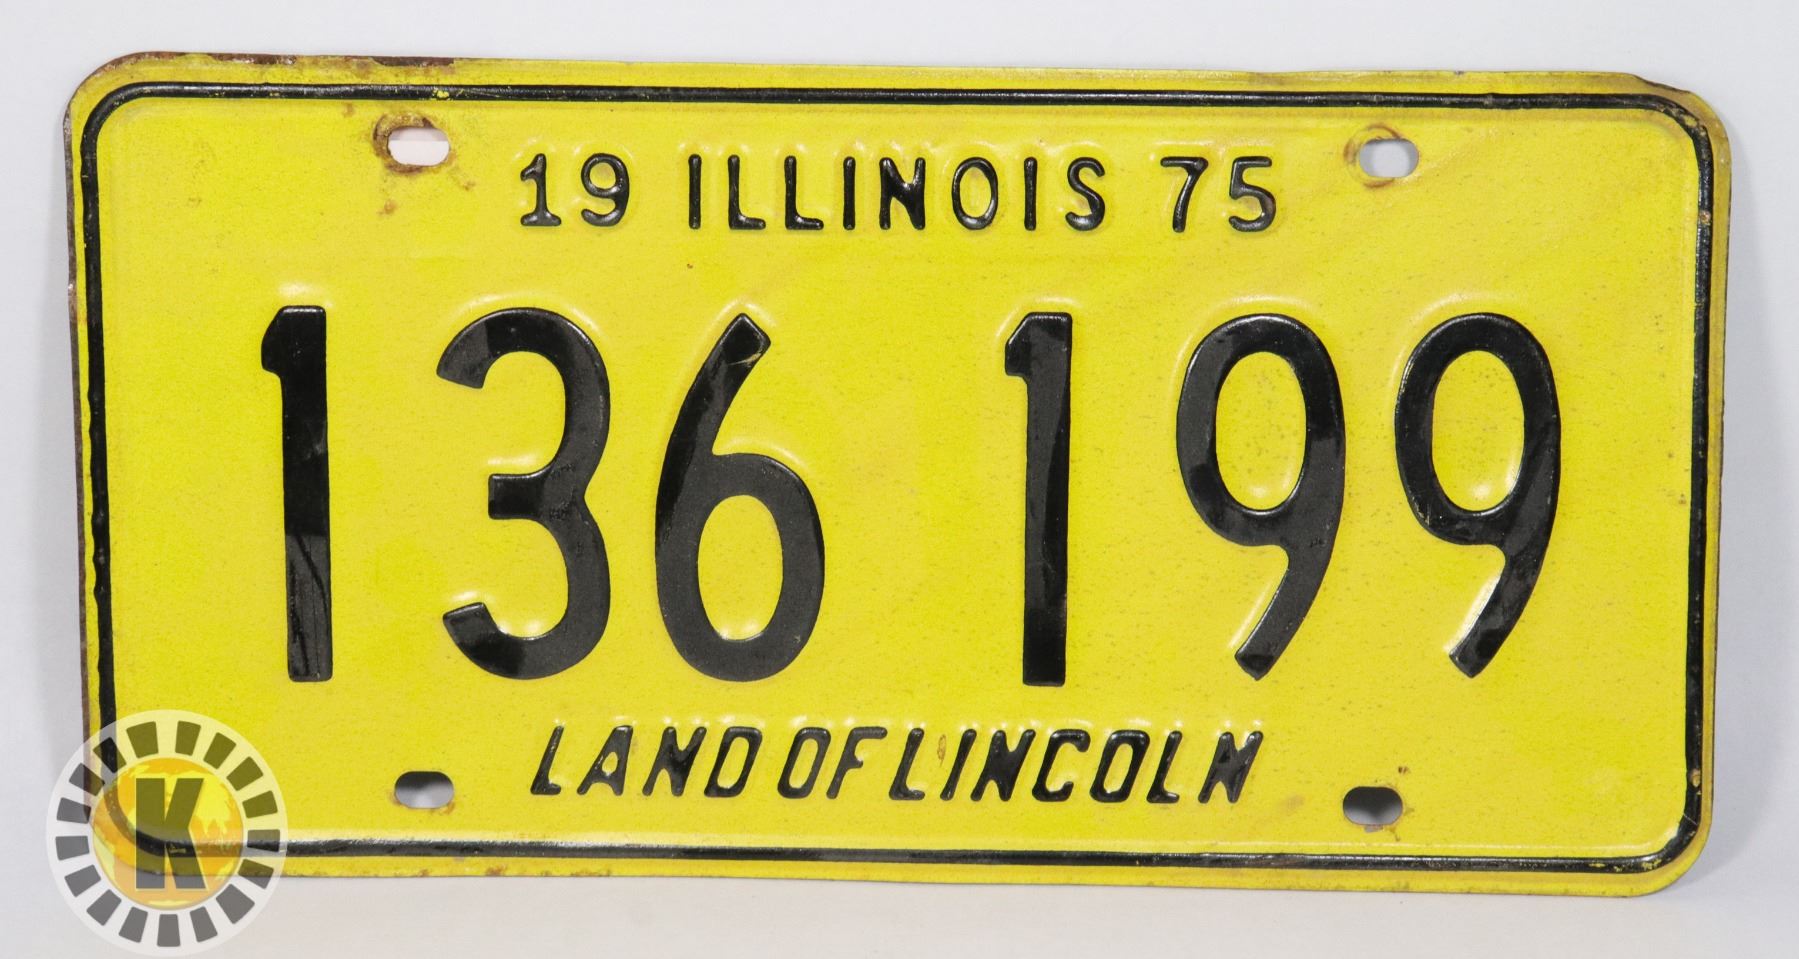 19 ILLINOIS 75
136 199
LAND OF LINCOLN
K